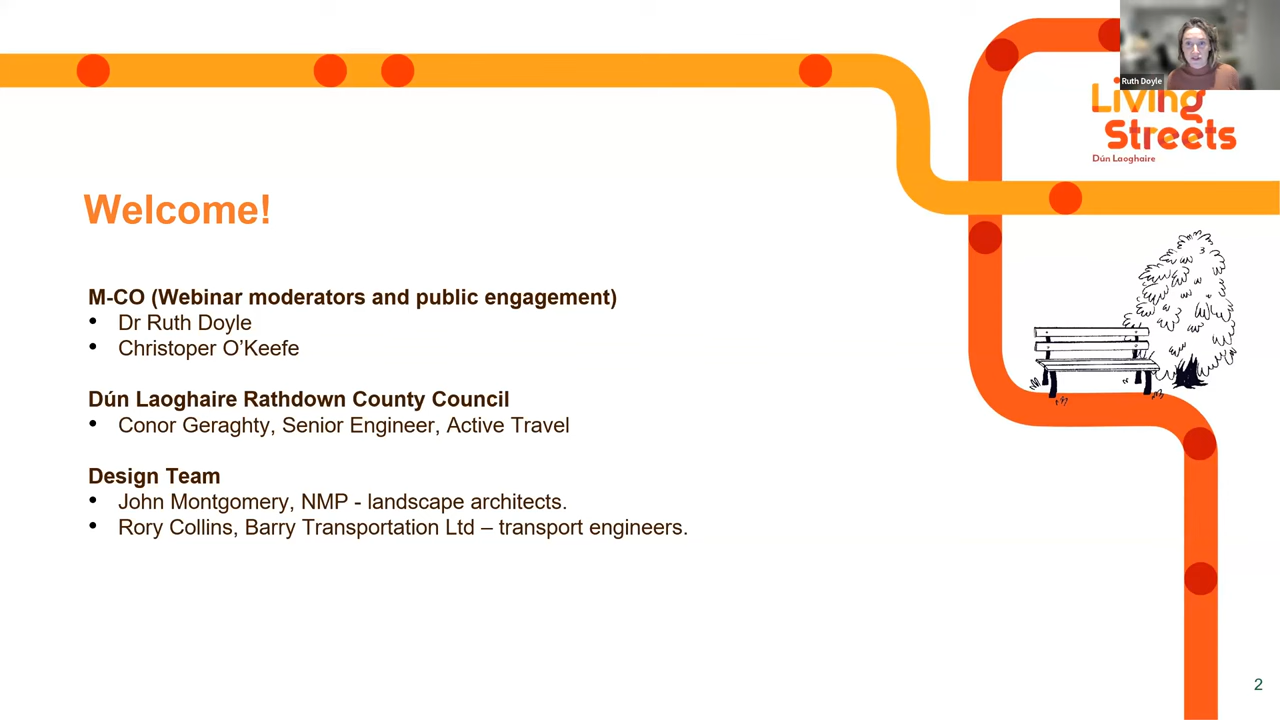 Ruth Doyle
Living
Streets
Dún Laoghaire
Welcome!
M-CO (Webinar moderators and public engagement)
• Dr Ruth Doyle
• Christoper O’Keefe
Dún Laoghaire Rathdown County Council
• Conor Geraghty, Senior Engineer, Active Travel
Design Team
• John Montgomery, NMP - landscape architects.
• Rory Collins, Barry Transportation Ltd – transport engineers.
2